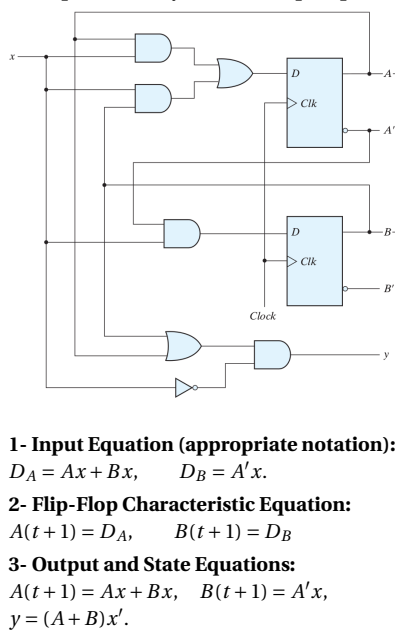 x
D
A
Clk
A'
D
B
Clk
B'
Clock
y
1- Input Equation (appropriate notation):
D_A = Ax + Bx, D_B = A'x.
2- Flip-Flop Characteristic Equation:
A(t+1) = D_A, B(t+1) = D_B
3- Output and State Equations:
A(t+1) = Ax + Bx, B(t+1) = A'x,
y = (A+B)x'.